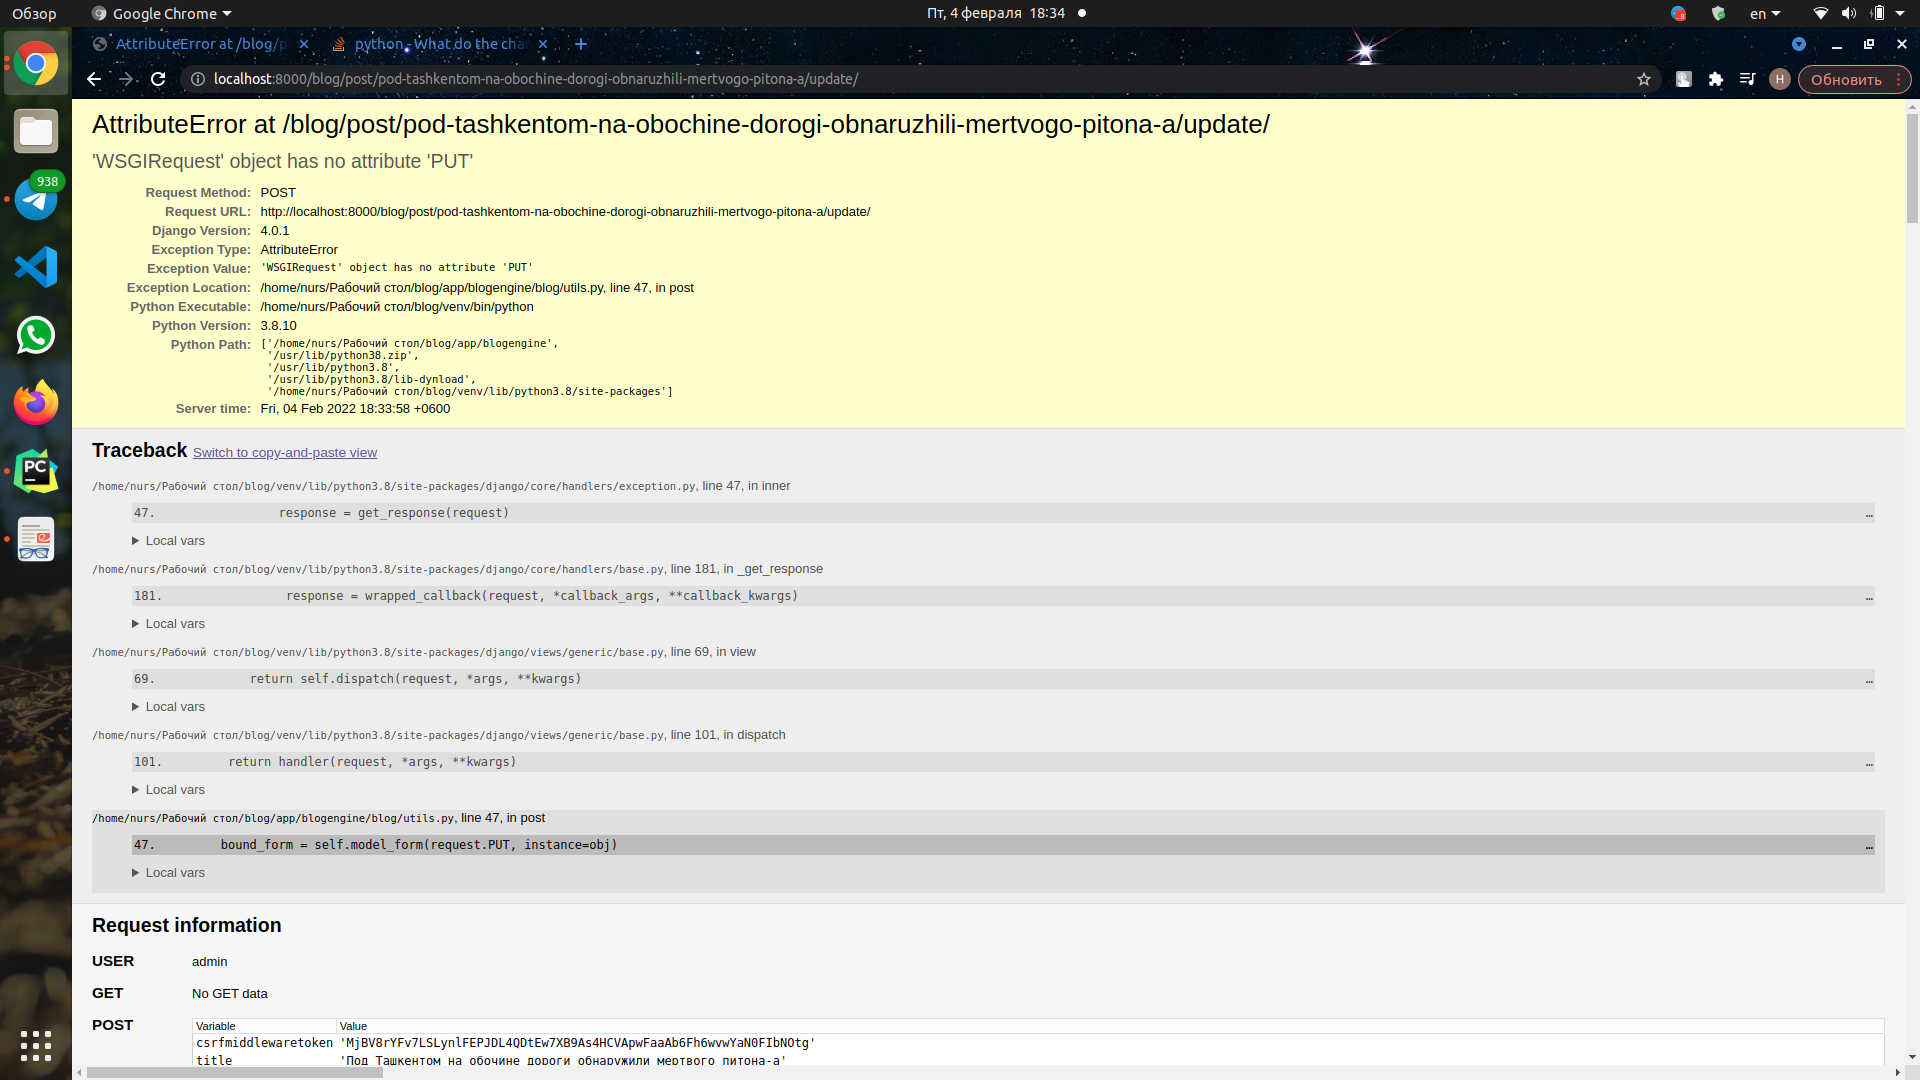 Обзор
Google Chrome
Пт, 4 февраля 18:34
en
AttributeError at /blog/p
python - What do the cha
localhost:8000/blog/post/pod-tashkentom-na-obochine-dorogi-obnaruzhili-mertvogo-pitona-a/update/
H
Обновить
938
PC
AttributeError at /blog/post/pod-tashkentom-na-obochine-dorogi-obnaruzhili-mertvogo-pitona-a/update/
'WSGIRequest' object has no attribute 'PUT'
Request Method: POST
Request URL: http://localhost:8000/blog/post/pod-tashkentom-na-obochine-dorogi-obnaruzhili-mertvogo-pitona-a/update/
Django Version: 4.0.1
Exception Type: AttributeError
Exception Value: 'WSGIRequest' object has no attribute 'PUT'
Exception Location: /home/nurs/Рабочий стол/blog/app/blogengine/blog/utils.py, line 47, in post
Python Executable: /home/nurs/Рабочий стол/blog/venv/bin/python
Python Version: 3.8.10
Python Path: ['/home/nurs/Рабочий стол/blog/app/blogengine',
'/usr/lib/python38.zip',
'/usr/lib/python3.8',
'/usr/lib/python3.8/lib-dynload',
'/home/nurs/Рабочий стол/blog/venv/lib/python3.8/site-packages']
Server time: Fri, 04 Feb 2022 18:33:58 +0600
Traceback Switch to copy-and-paste view
/home/nurs/Рабочий стол/blog/venv/lib/python3.8/site-packages/django/core/handlers/exception.py, line 47, in inner
47. response = get_response(request) …
Local vars
/home/nurs/Рабочий стол/blog/venv/lib/python3.8/site-packages/django/core/handlers/base.py, line 181, in _get_response
181. response = wrapped_callback(request, *callback_args, **callback_kwargs) …
Local vars
/home/nurs/Рабочий стол/blog/venv/lib/python3.8/site-packages/django/views/generic/base.py, line 69, in view
69. return self.dispatch(request, *args, **kwargs) …
Local vars
/home/nurs/Рабочий стол/blog/venv/lib/python3.8/site-packages/django/views/generic/base.py, line 101, in dispatch
101. return handler(request, *args, **kwargs) …
Local vars
/home/nurs/Рабочий стол/blog/app/blogengine/blog/utils.py, line 47, in post
47. bound_form = self.model_form(request.PUT, instance=obj) …
Local vars
Request information
USER admin
GET No GET data
POST
Variable Value
csrfmiddlewaretoken 'MjBV8rYFv7LSLynlFEPJDL4QDtEw7XB9As4HCVApwFaaAb6Fh6wvwYaN0FIbNOtg'
title 'Под Ташкентом на обочине дороги обнаружили мертвого питона-а'